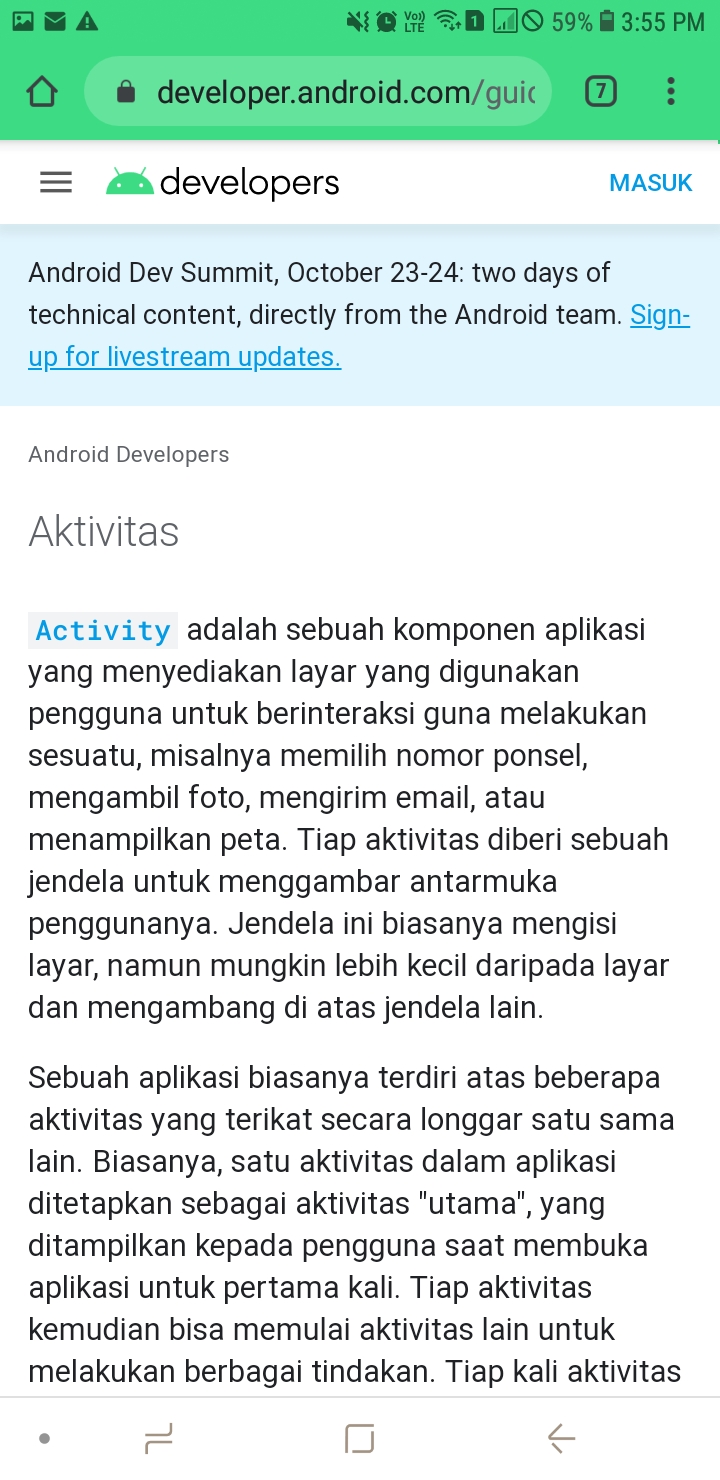 59% 3:55 PM
Vo)) LTE
1
developer.android.com/guid
7
developers
MASUK
Android Dev Summit, October 23-24: two days of
technical content, directly from the Android team. Sign-
up for livestream updates.
Android Developers
Aktivitas
Activity adalah sebuah komponen aplikasi
yang menyediakan layar yang digunakan
pengguna untuk berinteraksi guna melakukan
sesuatu, misalnya memilih nomor ponsel,
mengambil foto, mengirim email, atau
menampilkan peta. Tiap aktivitas diberi sebuah
jendela untuk menggambar antarmuka
penggunanya. Jendela ini biasanya mengisi
layar, namun mungkin lebih kecil daripada layar
dan mengambang di atas jendela lain.
Sebuah aplikasi biasanya terdiri atas beberapa
aktivitas yang terikat secara longgar satu sama
lain. Biasanya, satu aktivitas dalam aplikasi
ditetapkan sebagai aktivitas "utama", yang
ditampilkan kepada pengguna saat membuka
aplikasi untuk pertama kali. Tiap aktivitas
kemudian bisa memulai aktivitas lain untuk
melakukan berbagai tindakan. Tiap kali aktivitas